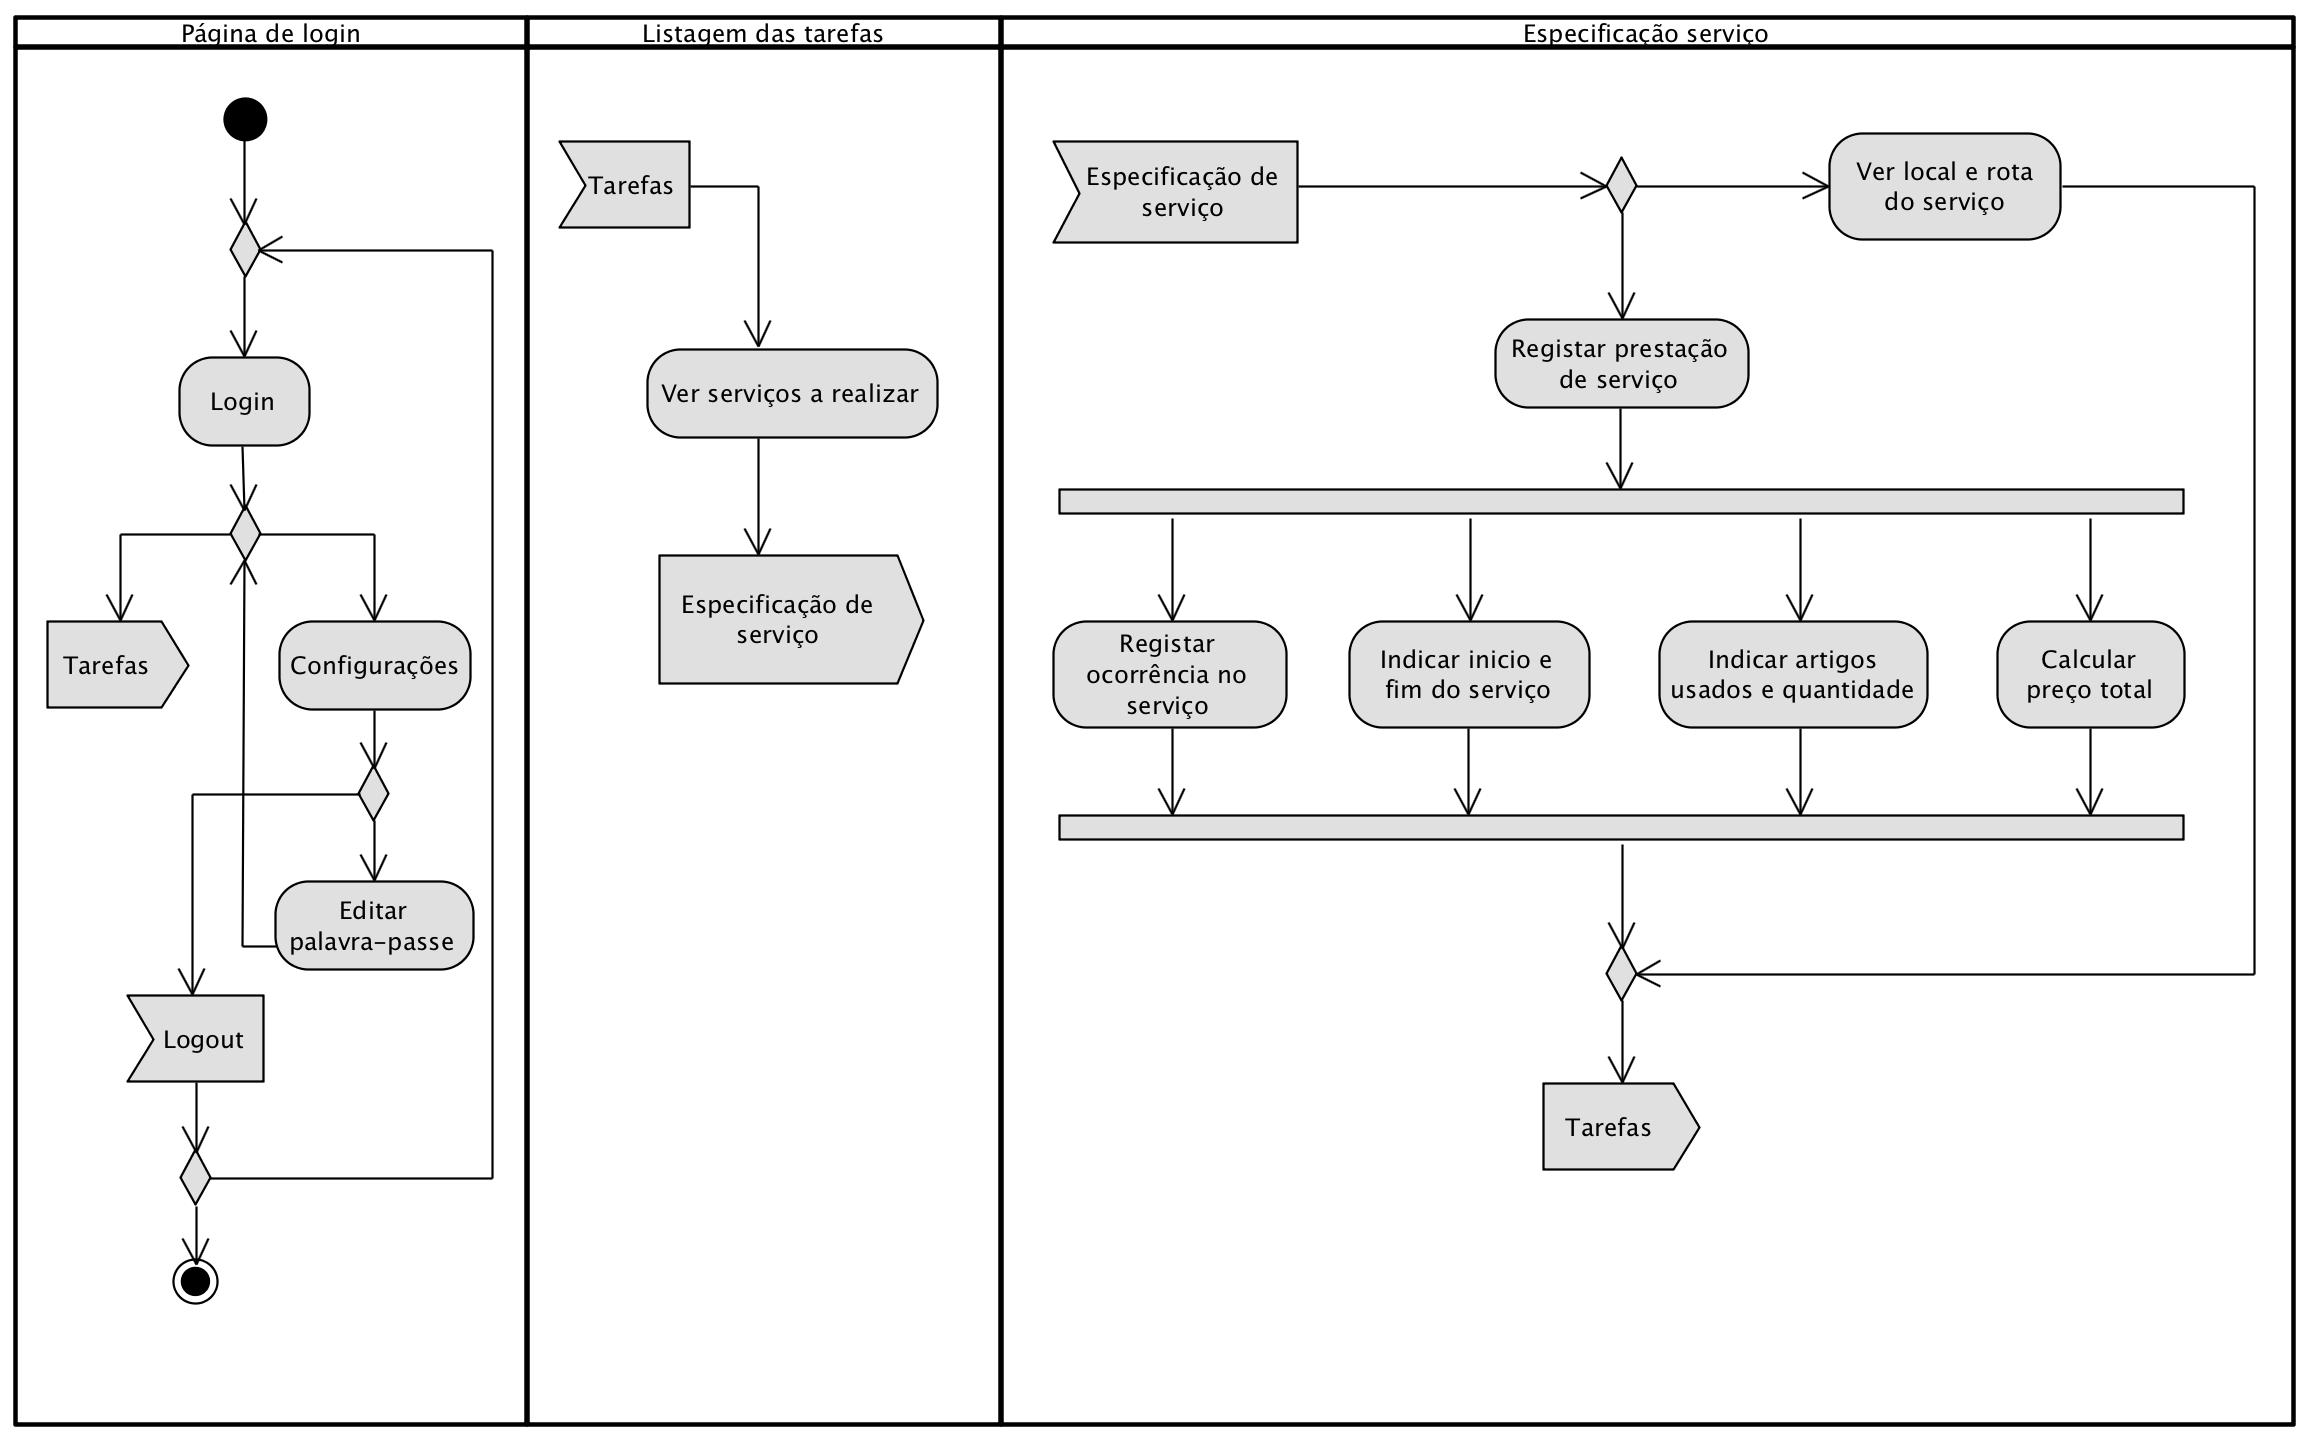 Página de login
Listagem das tarefas
Especificação serviço
Login
Tarefas
Configurações
Editar
palavra-passe
Logout
Tarefas
Ver serviços a realizar
Especificação de
serviço
Especificação de
serviço
Ver local e rota
do serviço
Registar prestação
de serviço
Registar
ocorrência no
serviço
Indicar inicio e
fim do serviço
Indicar artigos
usados e quantidade
Calcular
preço total
Tarefas